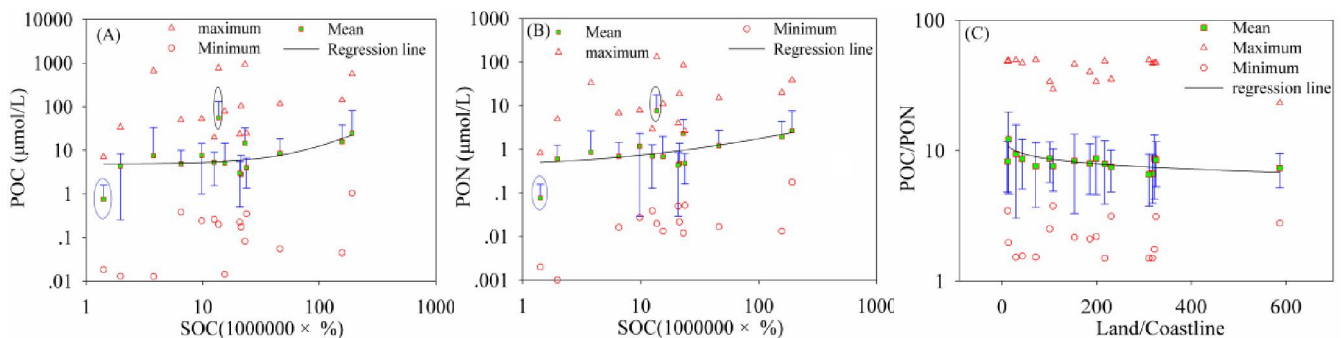 (A)
maximum
Mean
Minimum
Regression line
POC (μmol/L)
10000
1000
100
10
1
.1
.01
1
10
100
1000
SOC(1000000 × %)
(B)
Mean
Minimum
maximum
Regression line
PON (μmol/L)
1000
100
10
1
.1
.01
.001
1
10
100
1000
SOC(1000000 × %)
(C)
Mean
Maximum
Minimum
regression line
POC/PON
100
10
1
0
200
400
600
Land/Coastline